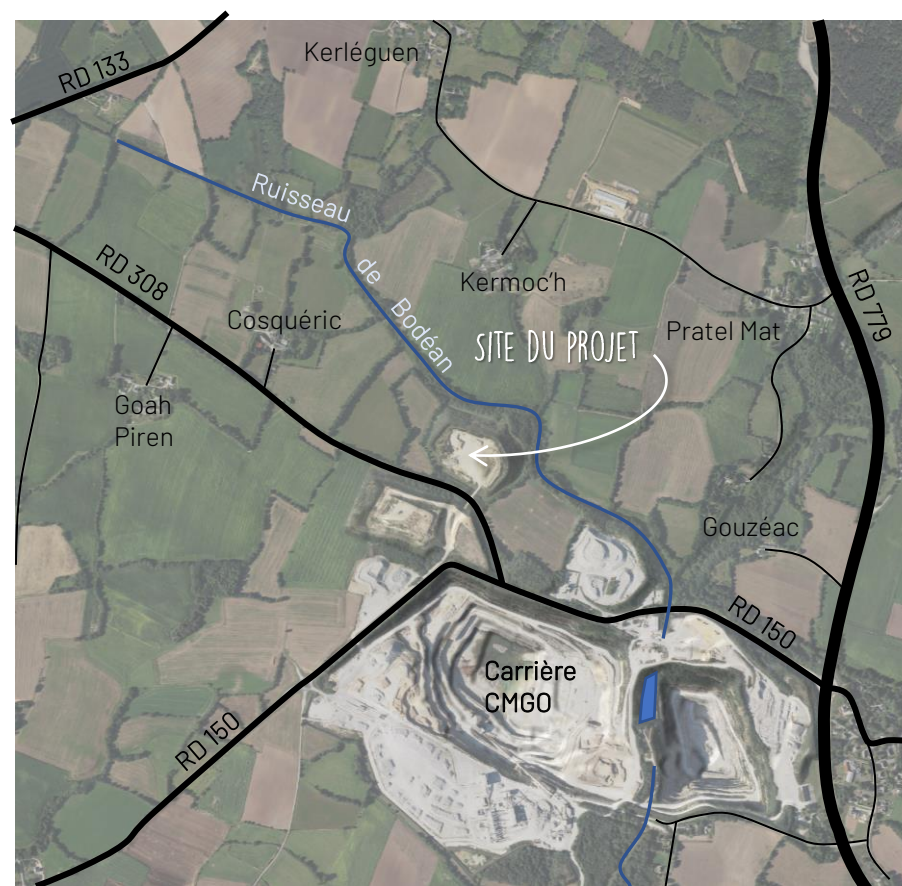 Kerléguen
RD 133
Ruisseau
de Bodéan
RD 308
Kermoc'h
RD 779
Cosquéric
SITE DU PROJET
Pratel Mat
Goah
Piren
Gouzéac
RD 150
Carrière
CMGO
RD 150